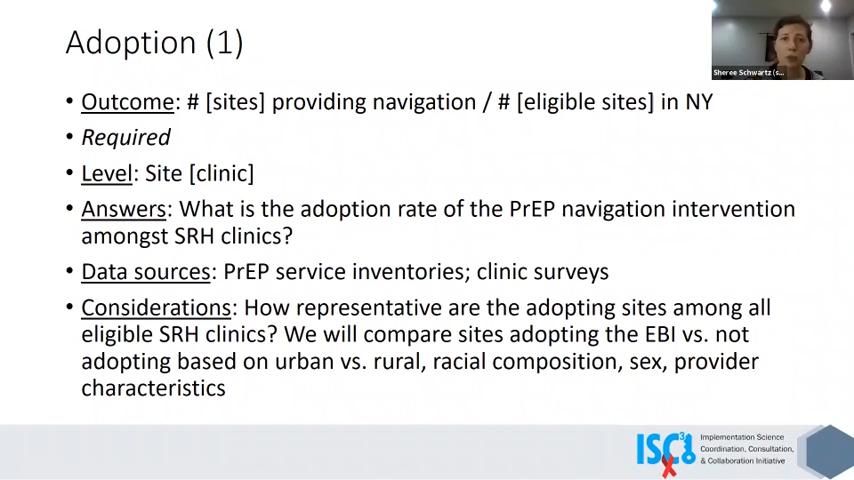 Adoption (1)
Sheree Schwartz (s...
• Outcome: # [sites] providing navigation / # [eligible sites] in NY
• Required
• Level: Site [clinic]
• Answers: What is the adoption rate of the PrEP navigation intervention
amongst SRH clinics?
• Data sources: PrEP service inventories; clinic surveys
• Considerations: How representative are the adopting sites among all
eligible SRH clinics? We will compare sites adopting the EBI vs. not
adopting based on urban vs. rural, racial composition, sex, provider
characteristics
ISC3I
Implementation Science
Coordination, Consultation,
& Collaboration Initiative